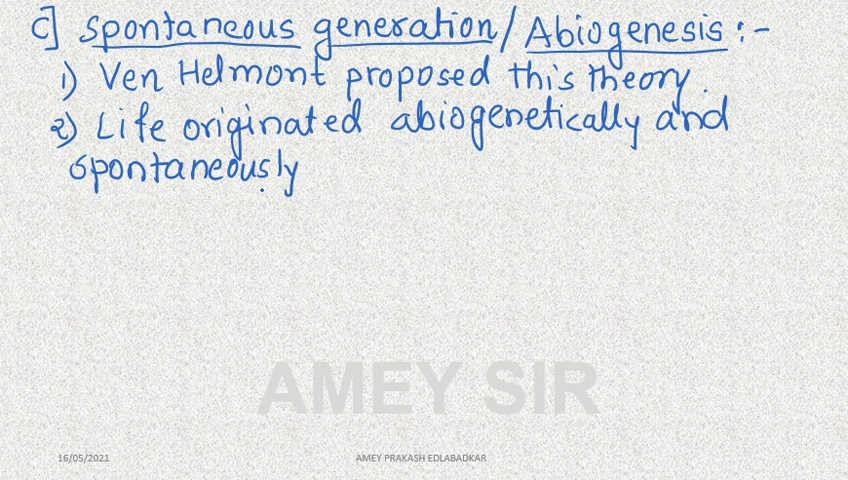 C] Spontaneous generation / Abiogenesis :-
1) Ven Helmont proposed this theory.
2) Life originated abiogenetically and
spontaneously
AMEY SIR
16/05/2021 AMEY PRAKASH EDLABADKAR